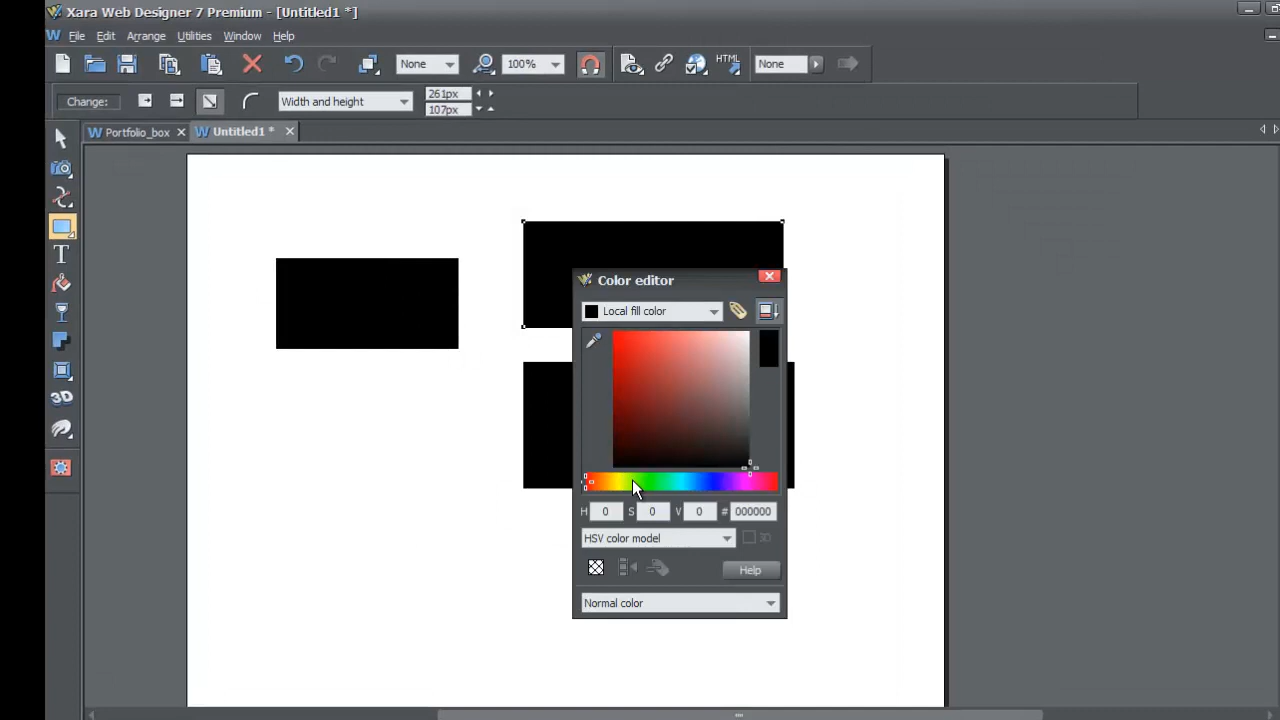 Xara Web Designer 7 Premium - [Untitled1 *]
W File Edit Arrange Utilities Window Help
None 100% HTML None
Change: Width and height 261px
107px
W Portfolio_box W Untitled1 *
T
3D
Color editor
Local fill color
H 0 S 0 V 0 # 000000
HSV color model 3D
Help
Normal color